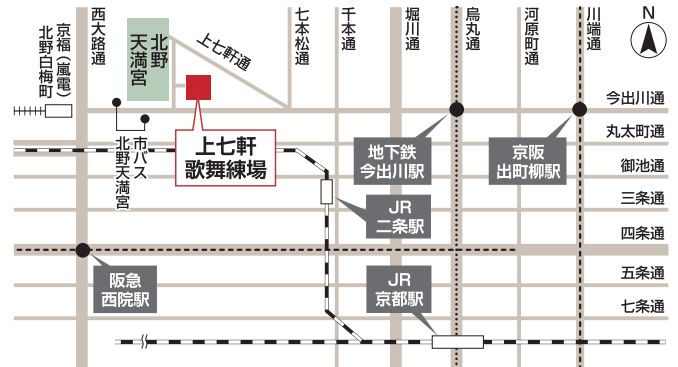 京福（嵐電）
北野白梅町
西大路通
北野
天満宮
上七軒通
七本松通
千本通
堀川通
烏丸通
河原町通
川端通
N
今出川通
丸太町通
御池通
三条通
四条通
五条通
七条通
市バス
北野天満宮
上七軒
歌舞練場
地下鉄
今出川駅
京阪
出町柳駅
JR
二条駅
阪急
西院駅
JR
京都駅